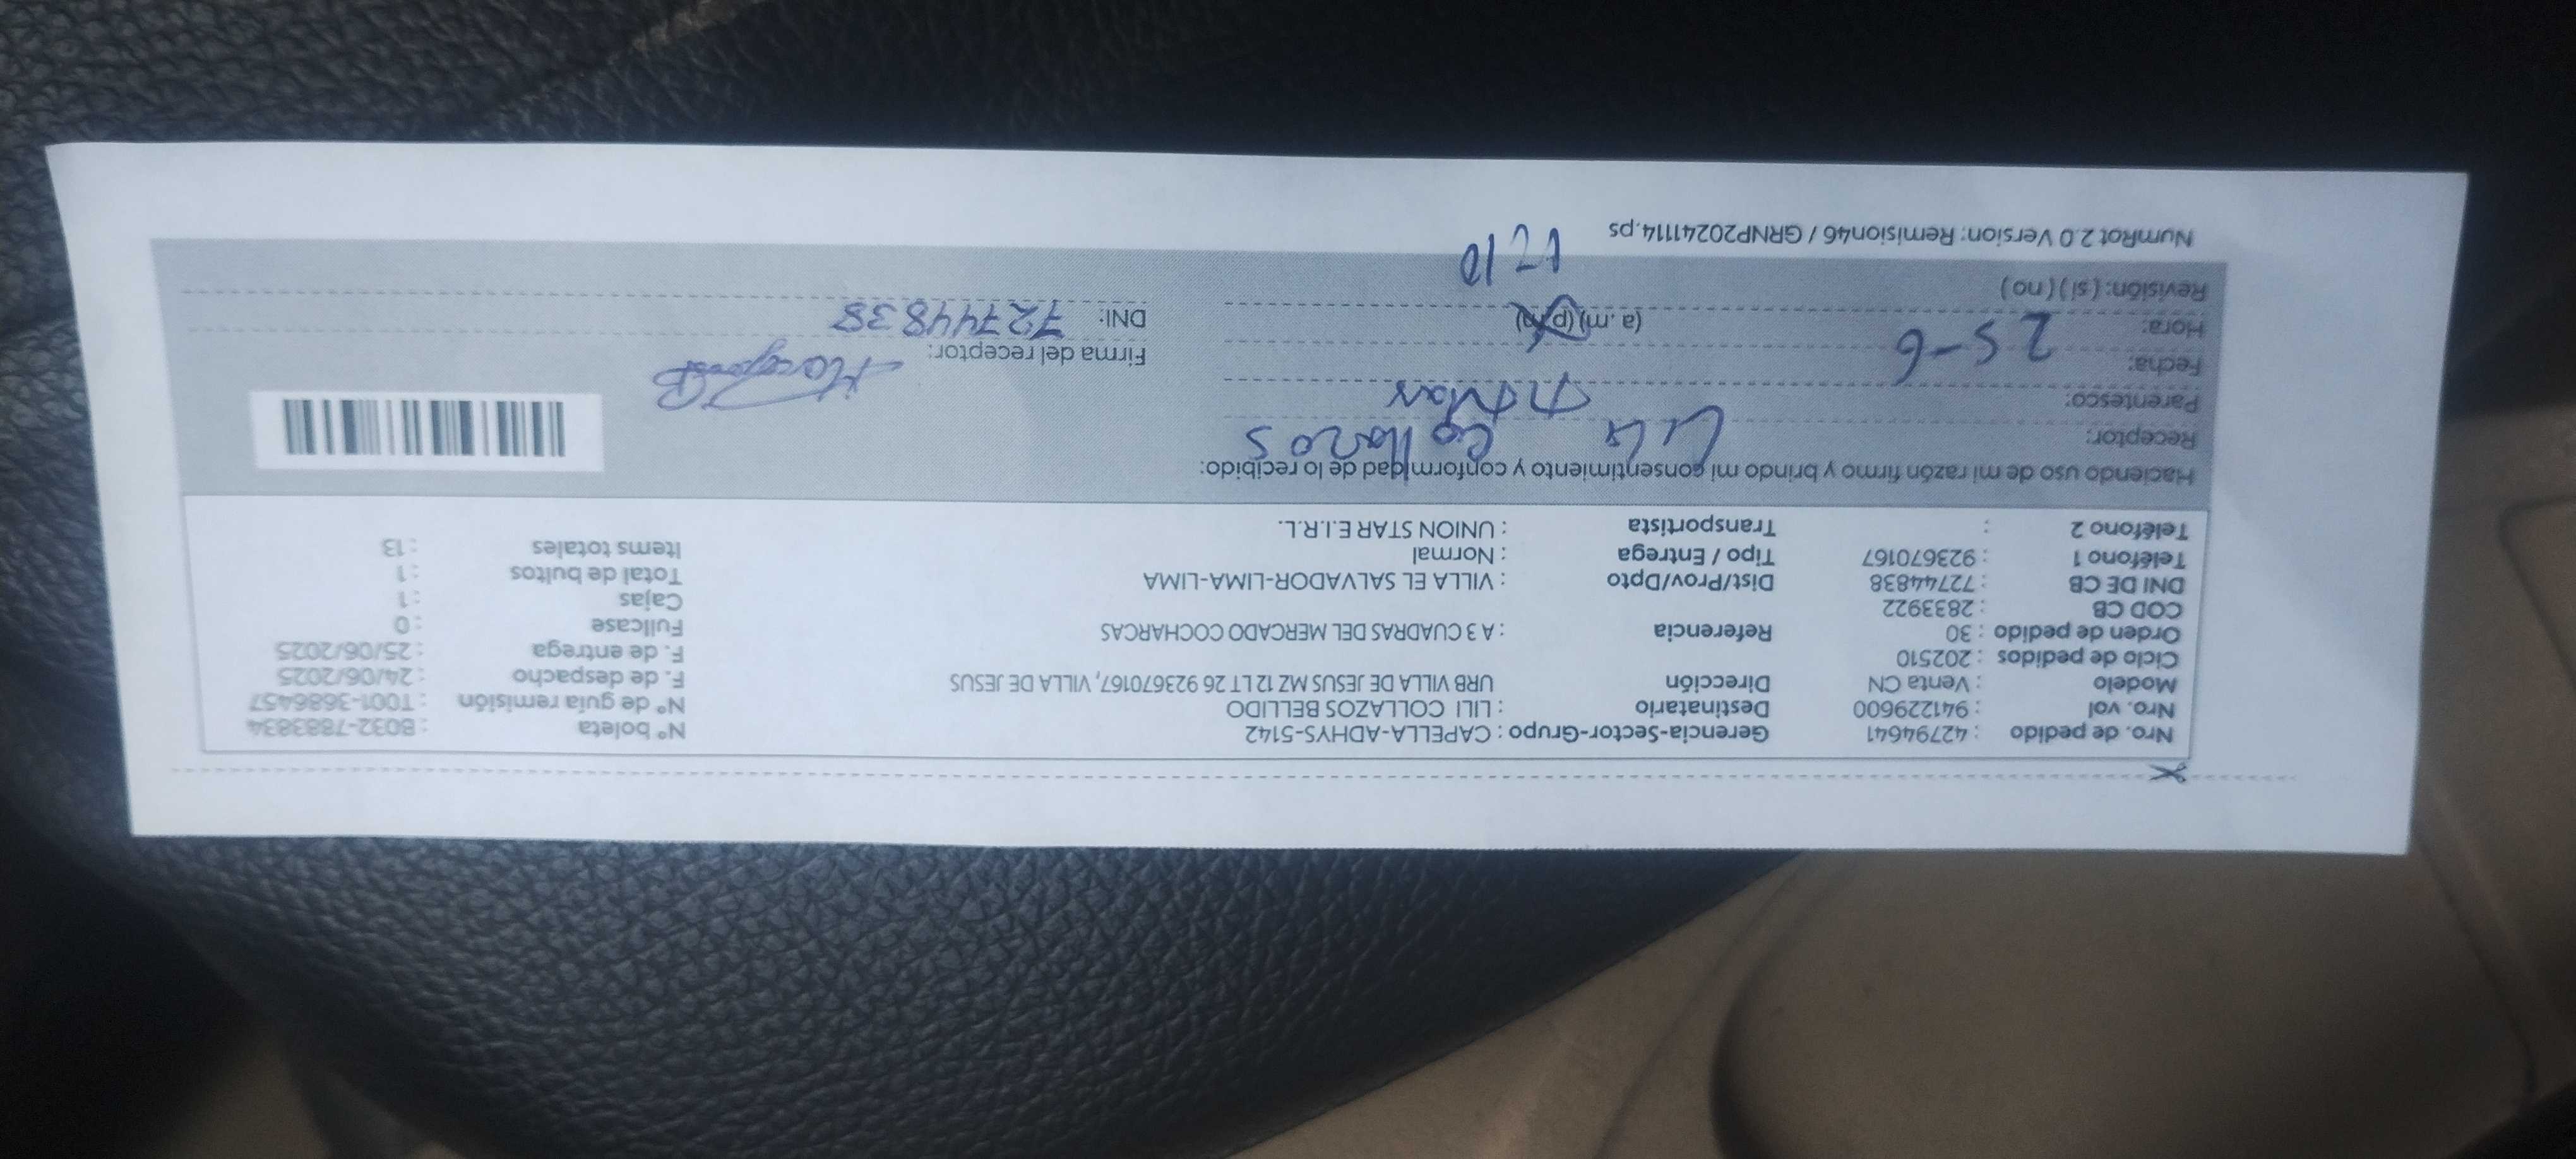 Nro. de pedido : 42794641 Gerencia-Sector-Grupo : CAPELLA-ADHYS-5142 N° boleta : B032-7883834
Nro. vol : 941229600 Destinatario : LILI COLLAZOS BELLIDO N° de guía remisión : T001-3686457
Modelo : Venta CN Dirección URB VILLA DE JESUS MZ 12 LT 26 923670167, VILLA DE JESUS F. de despacho : 24/06/2025
Ciclo de pedidos : 202510 F. de entrega : 25/06/2025
Orden de pedido : 30 Referencia : A 3 CUADRAS DEL MERCADO COCHARCAS Fullcase : 0
COD CB : 2833922 Cajas : 1
DNI DE CB : 72744838 Dist/Prov/Dpto : VILLA EL SALVADOR-LIMA-LIMA Total de bultos : 1
Teléfono 1 : 923670167 Tipo / Entrega : Normal Items totales : 13
Teléfono 2 : Transportista : UNION STAR E.I.R.L.
Haciendo uso de mi razón firmo y brindo mi consentimiento y conformidad de lo recibido:
Receptor: Collazos
Parentesco: titular
Fecha: 25-6 Firma del receptor:
Hora: (a.m) (p.m) DNI: 72744838
Revisión: (sí) (no)
NumRot 2.0 Version: Remision46 / GRNP20241114.ps